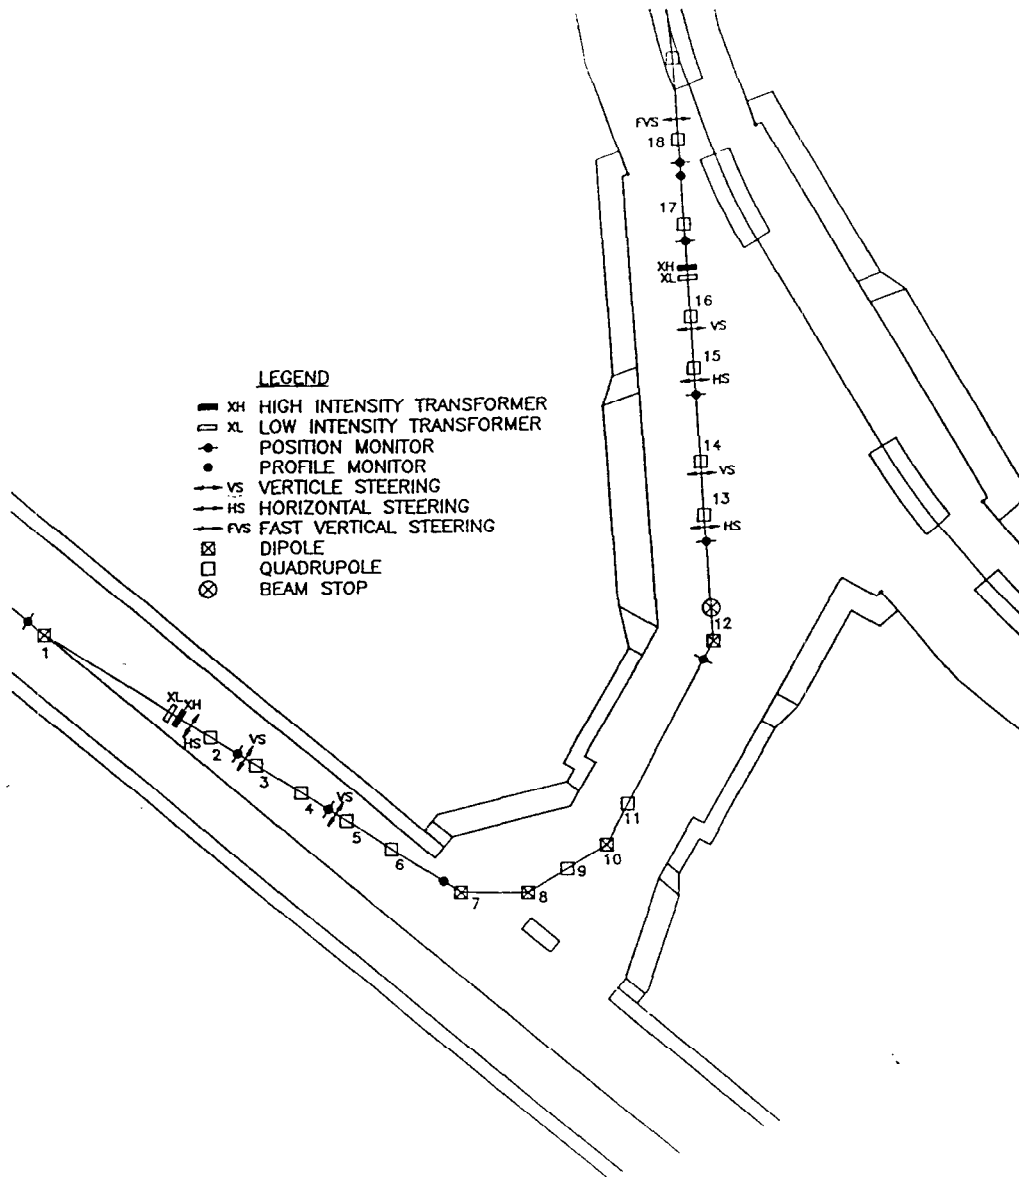 FVS
18
17
XH
XL
16
VS
15
HS
14
VS
13
HS
12
LEGEND
XH HIGH INTENSITY TRANSFORMER
XL LOW INTENSITY TRANSFORMER
POSITION MONITOR
PROFILE MONITOR
VS VERTICLE STEERING
HS HORIZONTAL STEERING
FVS FAST VERTICAL STEERING
DIPOLE
QUADRUPOLE
BEAM STOP
1
XL
XH
HS
2
VS
3
4
VS
5
6
7
8
9
10
11